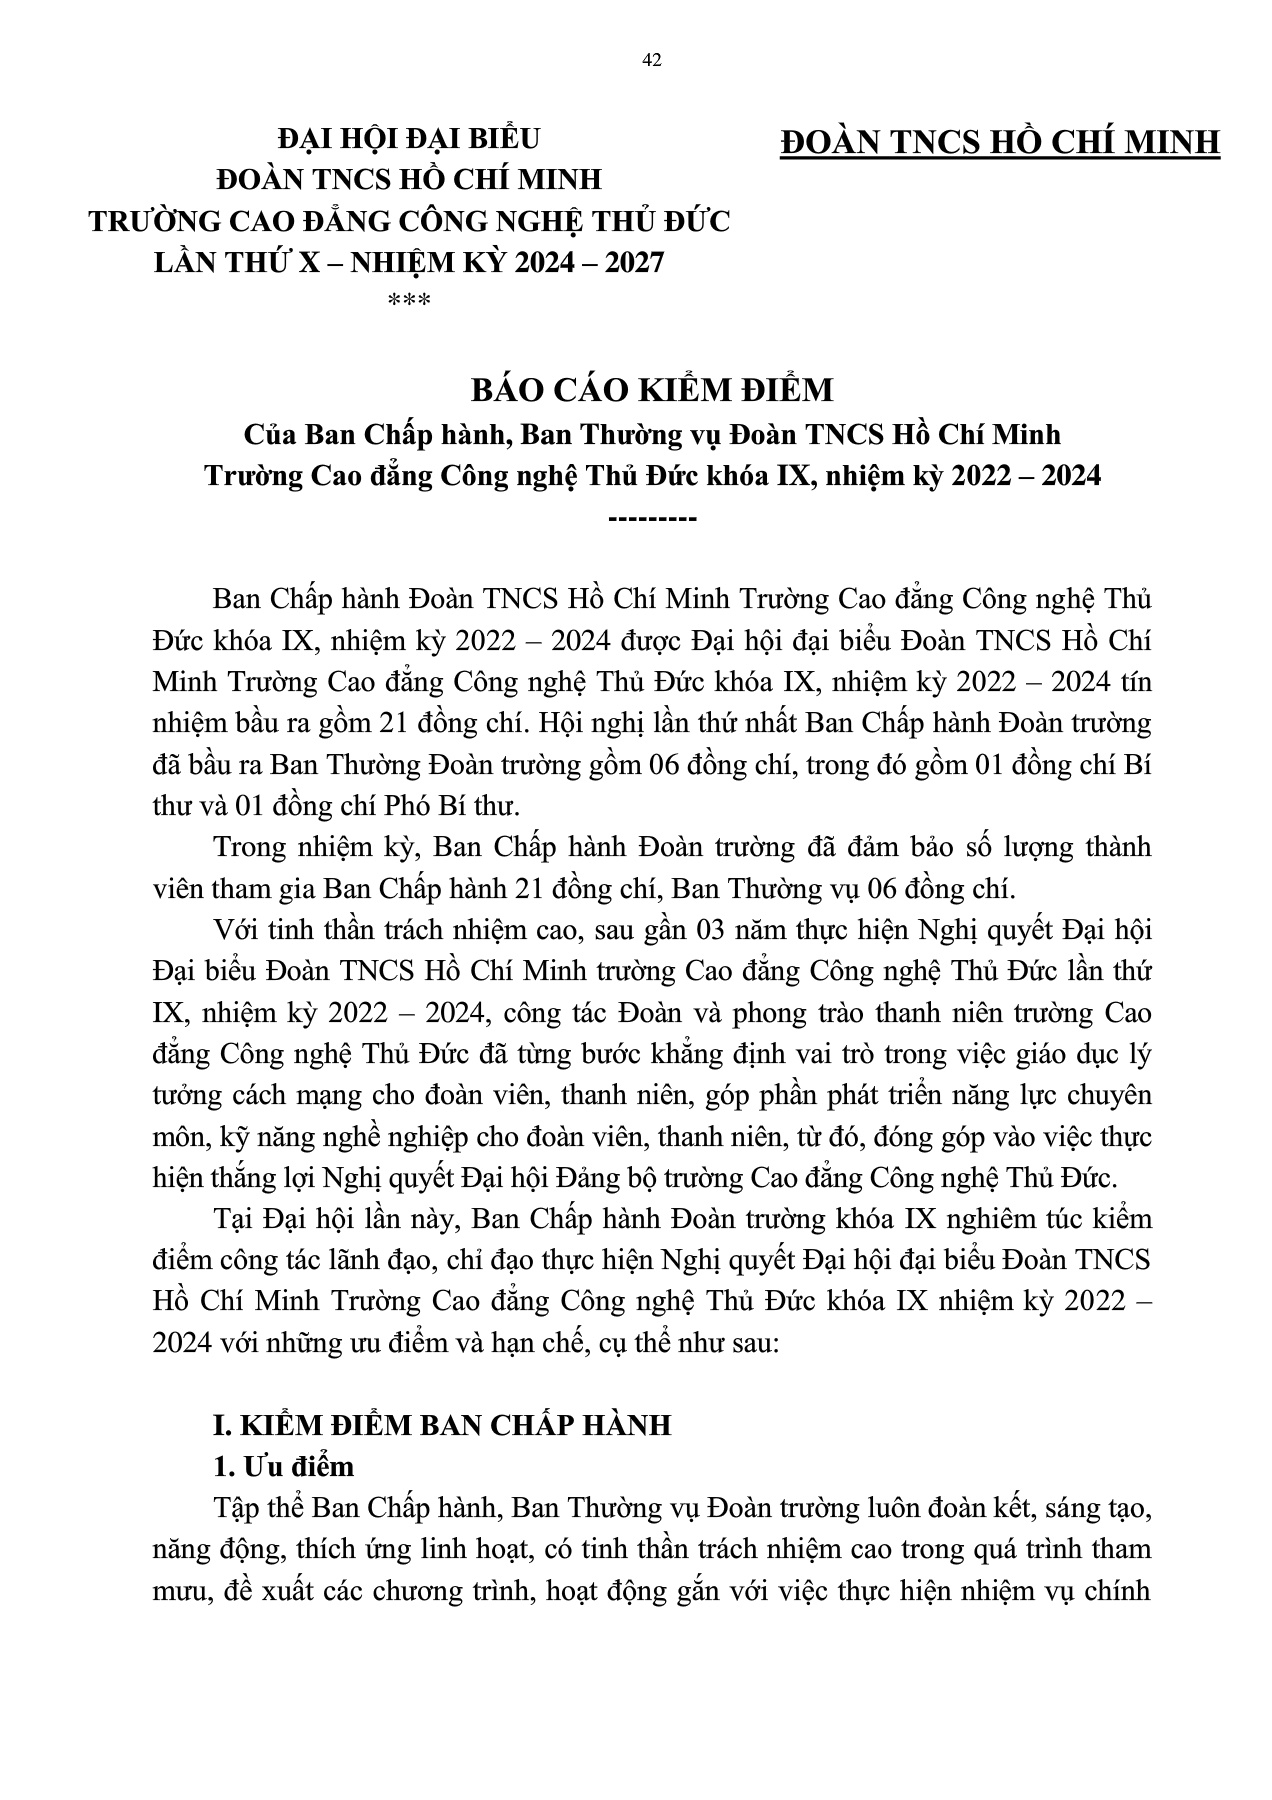 42
ĐẠI HỘI ĐẠI BIỂU
ĐOÀN TNCS HỒ CHÍ MINH
TRƯỜNG CAO ĐẲNG CÔNG NGHỆ THỦ ĐỨC
LẦN THỨ X – NHIỆM KỲ 2024 – 2027
***
ĐOÀN TNCS HỒ CHÍ MINH
BÁO CÁO KIỂM ĐIỂM
Của Ban Chấp hành, Ban Thường vụ Đoàn TNCS Hồ Chí Minh
Trường Cao đẳng Công nghệ Thủ Đức khóa IX, nhiệm kỳ 2022 – 2024
---------
Ban Chấp hành Đoàn TNCS Hồ Chí Minh Trường Cao đẳng Công nghệ Thủ
Đức khóa IX, nhiệm kỳ 2022 – 2024 được Đại hội đại biểu Đoàn TNCS Hồ Chí
Minh Trường Cao đẳng Công nghệ Thủ Đức khóa IX, nhiệm kỳ 2022 – 2024 tín
nhiệm bầu ra gồm 21 đồng chí. Hội nghị lần thứ nhất Ban Chấp hành Đoàn trường
đã bầu ra Ban Thường Đoàn trường gồm 06 đồng chí, trong đó gồm 01 đồng chí Bí
thư và 01 đồng chí Phó Bí thư.
Trong nhiệm kỳ, Ban Chấp hành Đoàn trường đã đảm bảo số lượng thành
viên tham gia Ban Chấp hành 21 đồng chí, Ban Thường vụ 06 đồng chí.
Với tinh thần trách nhiệm cao, sau gần 03 năm thực hiện Nghị quyết Đại hội
Đại biểu Đoàn TNCS Hồ Chí Minh trường Cao đẳng Công nghệ Thủ Đức lần thứ
IX, nhiệm kỳ 2022 – 2024, công tác Đoàn và phong trào thanh niên trường Cao
đẳng Công nghệ Thủ Đức đã từng bước khẳng định vai trò trong việc giáo dục lý
tưởng cách mạng cho đoàn viên, thanh niên, góp phần phát triển năng lực chuyên
môn, kỹ năng nghề nghiệp cho đoàn viên, thanh niên, từ đó, đóng góp vào việc thực
hiện thắng lợi Nghị quyết Đại hội Đảng bộ trường Cao đẳng Công nghệ Thủ Đức.
Tại Đại hội lần này, Ban Chấp hành Đoàn trường khóa IX nghiêm túc kiểm
điểm công tác lãnh đạo, chỉ đạo thực hiện Nghị quyết Đại hội đại biểu Đoàn TNCS
Hồ Chí Minh Trường Cao đẳng Công nghệ Thủ Đức khóa IX nhiệm kỳ 2022 –
2024 với những ưu điểm và hạn chế, cụ thể như sau:
I. KIỂM ĐIỂM BAN CHẤP HÀNH
1. Ưu điểm
Tập thể Ban Chấp hành, Ban Thường vụ Đoàn trường luôn đoàn kết, sáng tạo,
năng động, thích ứng linh hoạt, có tinh thần trách nhiệm cao trong quá trình tham
mưu, đề xuất các chương trình, hoạt động gắn với việc thực hiện nhiệm vụ chính